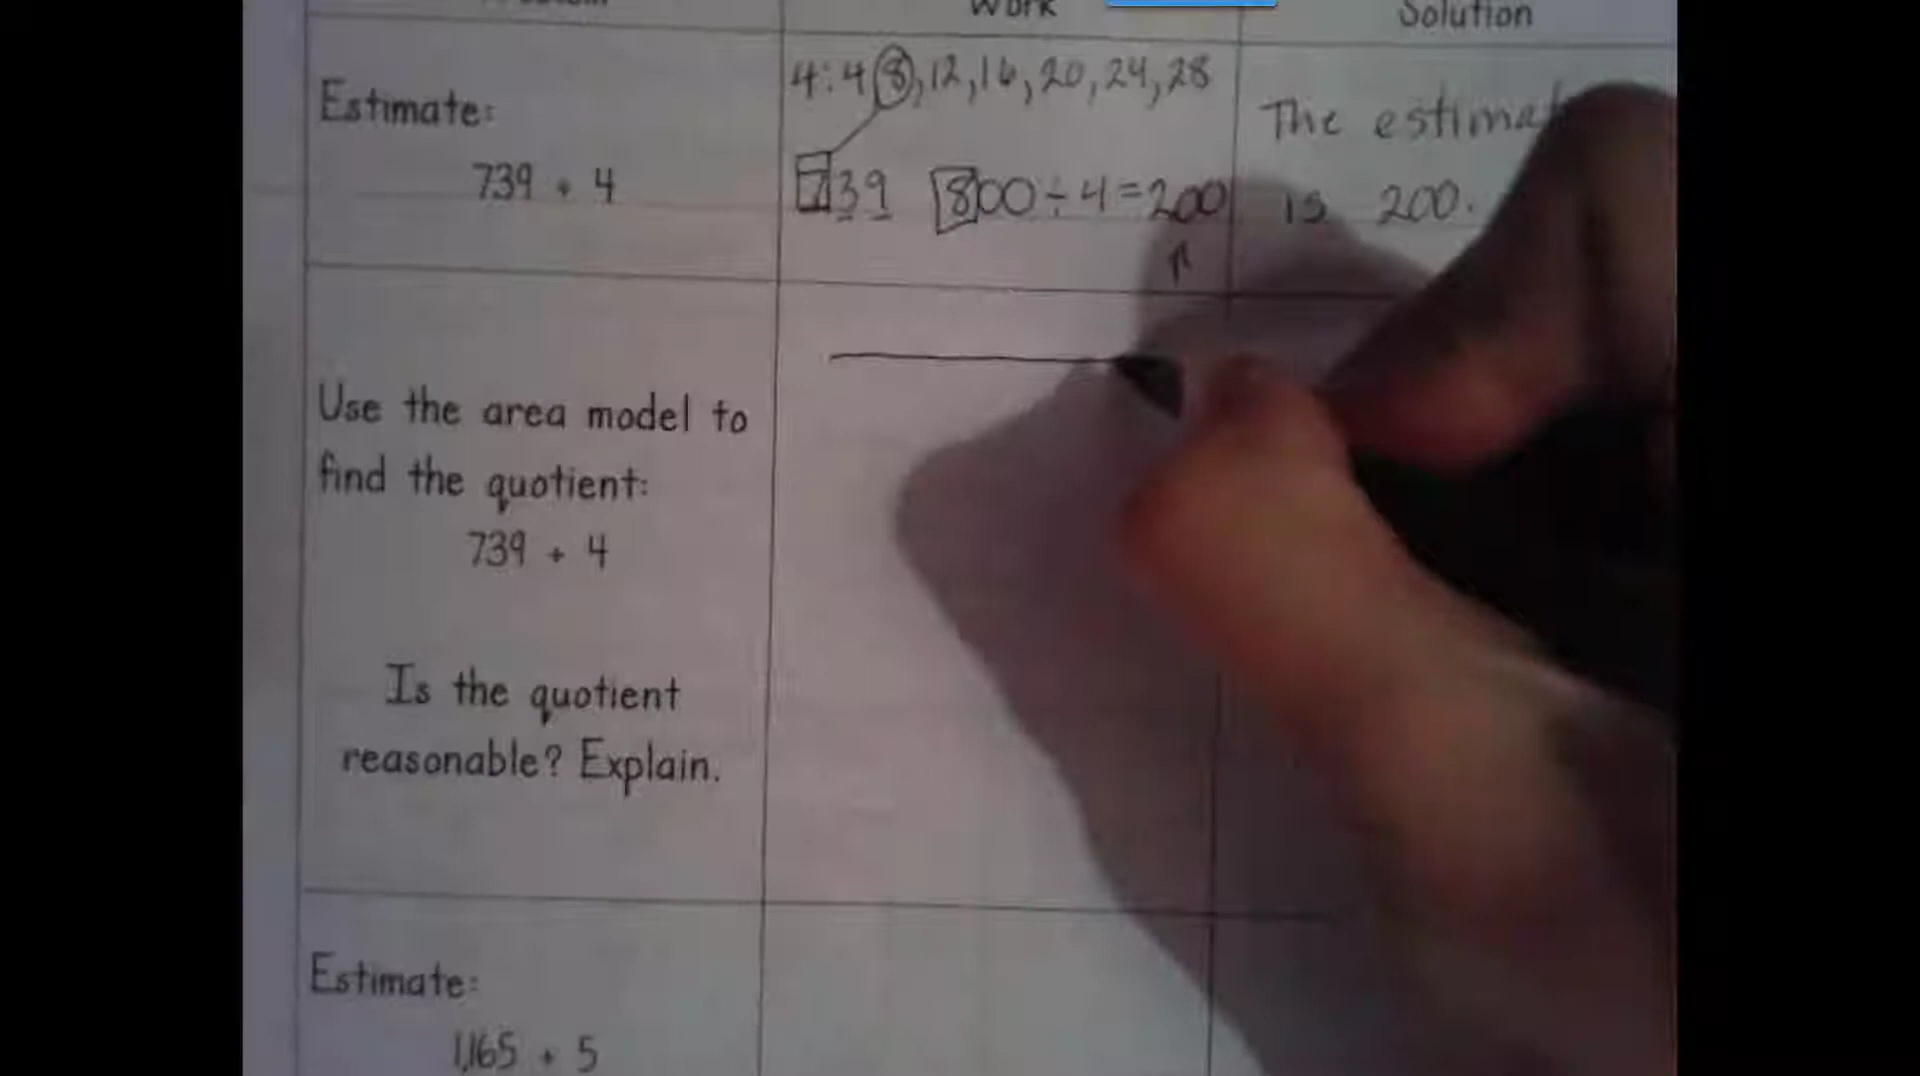 Work
Solution
Estimate:
739 ÷ 4
4:4 8, 12, 16, 20, 24, 28
739 800 ÷ 4 = 200
The
is 200.
Use the area model to
find the quotient:
739 ÷ 4
Is the quotient
reasonable? Explain.
Estimate:
1,165 ÷ 5